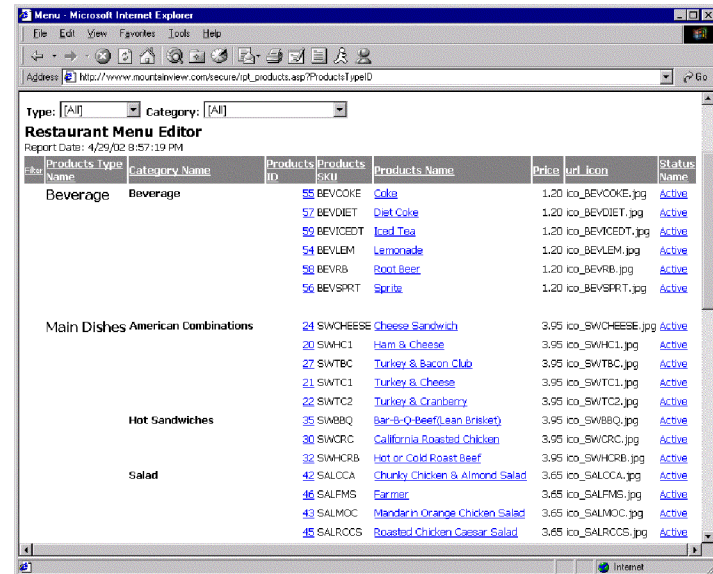 Menu - Microsoft Internet Explorer
File Edit View Favorites Tools Help
Address http://www.mountainview.com/secure/rpt_products.asp?ProductsTypeID Go
Type: [All] Category: [All]
Restaurant Menu Editor
Report Date: 4/29/02 8:57:19 PM
Filter Products Type Name Category Name Products ID Products SKU Products Name Price url_icon Status Name
Beverage Beverage 55 BEVCOKE Coke 1.20 ico_BEVCOKE.jpg Active
57 BEVDIET Diet Coke 1.20 ico_BEVDIET.jpg Active
59 BEVICEDT Iced Tea 1.20 ico_BEVICEDT.jpg Active
54 BEVLEM Lemonade 1.20 ico_BEVLEM.jpg Active
58 BEVRB Root Beer 1.20 ico_BEVRB.jpg Active
56 BEVSPRT Sprite 1.20 ico_BEVSPRT.jpg Active
Main Dishes American Combinations 24 SWCHEESE Cheese Sandwich 3.95 ico_SWCHEESE.jpg Active
20 SWHC1 Ham & Cheese 3.95 ico_SWHC1.jpg Active
27 SWTBC Turkey & Bacon Club 3.95 ico_SWTBC.jpg Active
21 SWTC1 Turkey & Cheese 3.95 ico_SWTC1.jpg Active
22 SWTC2 Turkey & Cranberry 3.95 ico_SWTC2.jpg Active
Hot Sandwiches 35 SWBBQ Bar-B-Q-Beef(Lean Brisket) 3.95 ico_SWBBQ.jpg Active
30 SWCRC California Roasted Chicken 3.95 ico_SWCRC.jpg Active
32 SWHCRB Hot or Cold Roast Beef 3.95 ico_SWHCRB.jpg Active
Salad 42 SALCCA Chunky Chicken & Almond Salad 3.65 ico_SALCCA.jpg Active
46 SALFMS Farmer 3.65 ico_SALFMS.jpg Active
43 SALMOC Mandarin Orange Chicken Salad 3.65 ico_SALMOC.jpg Active
45 SALRCCS Roasted Chicken Caesar Salad 3.65 ico_SALRCCS.jpg Active
Internet